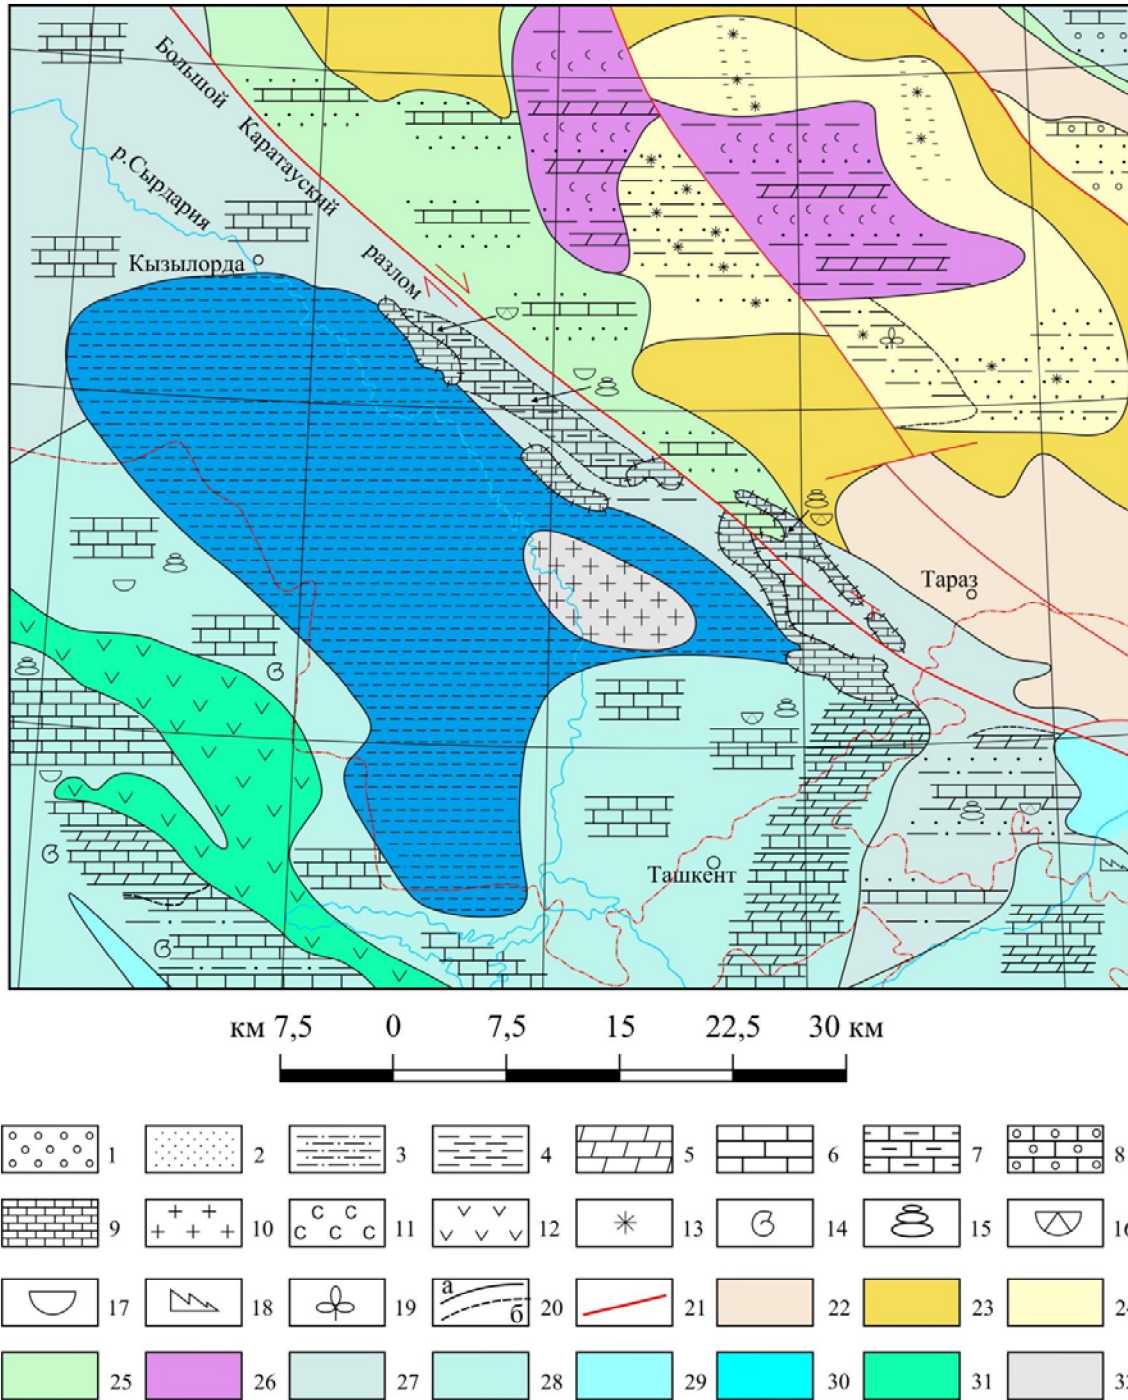 Большой
Каратауский
разлом
р.Сырдария
Кызылорда
Тараз
Ташкент
км 7,5 0 7,5 15 22,5 30 км
1 2 3 4 5 6 7 8
9 10 11 12 13 14 15 16
17 18 19 а б 20 21 22 23 24
25 26 27 28 29 30 31